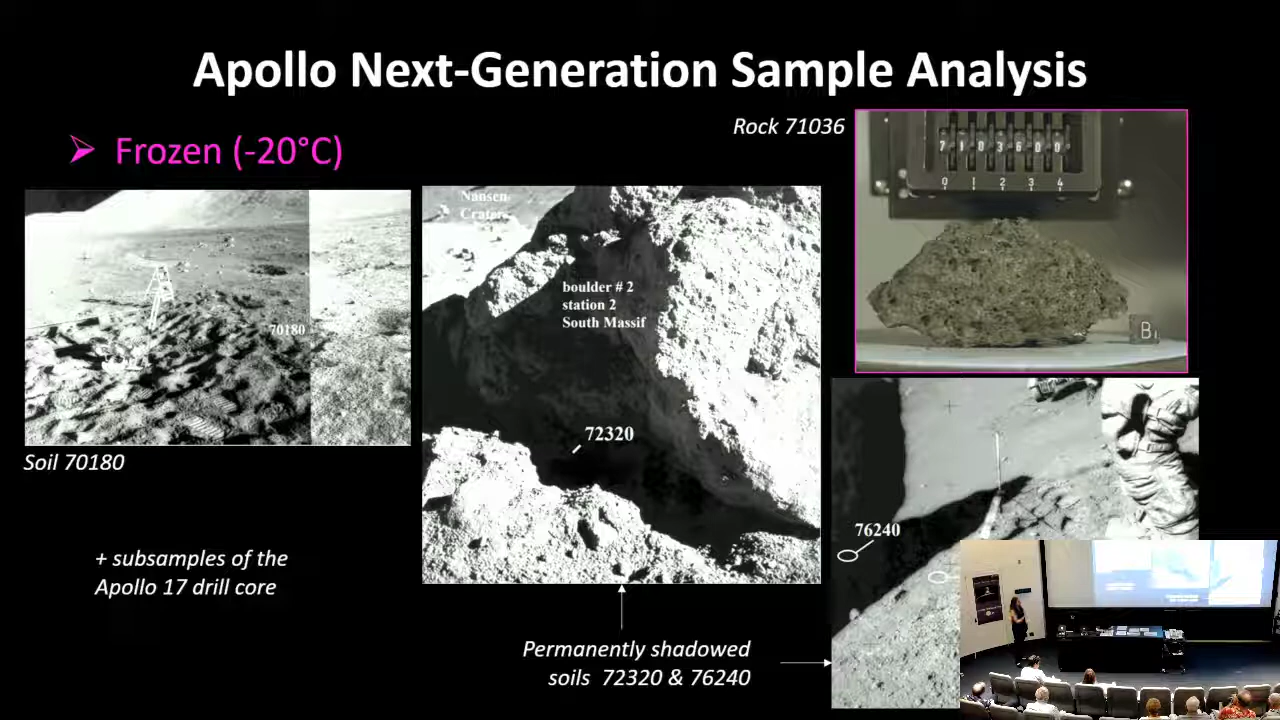 Apollo Next-Generation Sample Analysis
➢ Frozen (-20°C)
Rock 71036
7 1 0 3 6 0 0
0 1 2 3 4
B1
Nansen
Crater
boulder # 2
station 2
South Massif
70180
72320
Soil 70180
76240
+ subsamples of the
Apollo 17 drill core
Permanently shadowed
soils 72320 & 76240